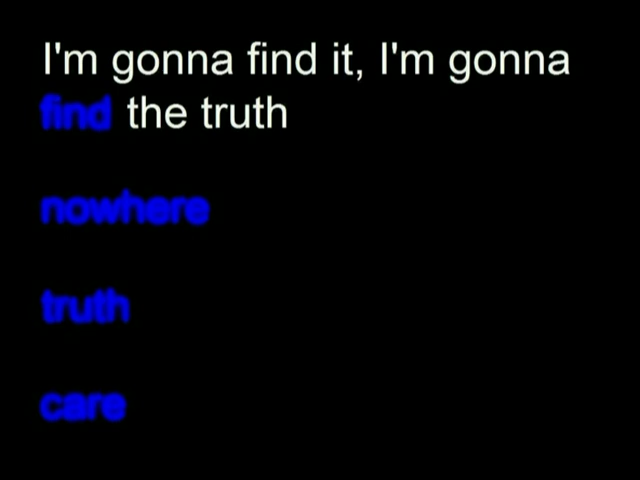 I'm gonna find it, I'm gonna
find the truth
nowhere
truth
care